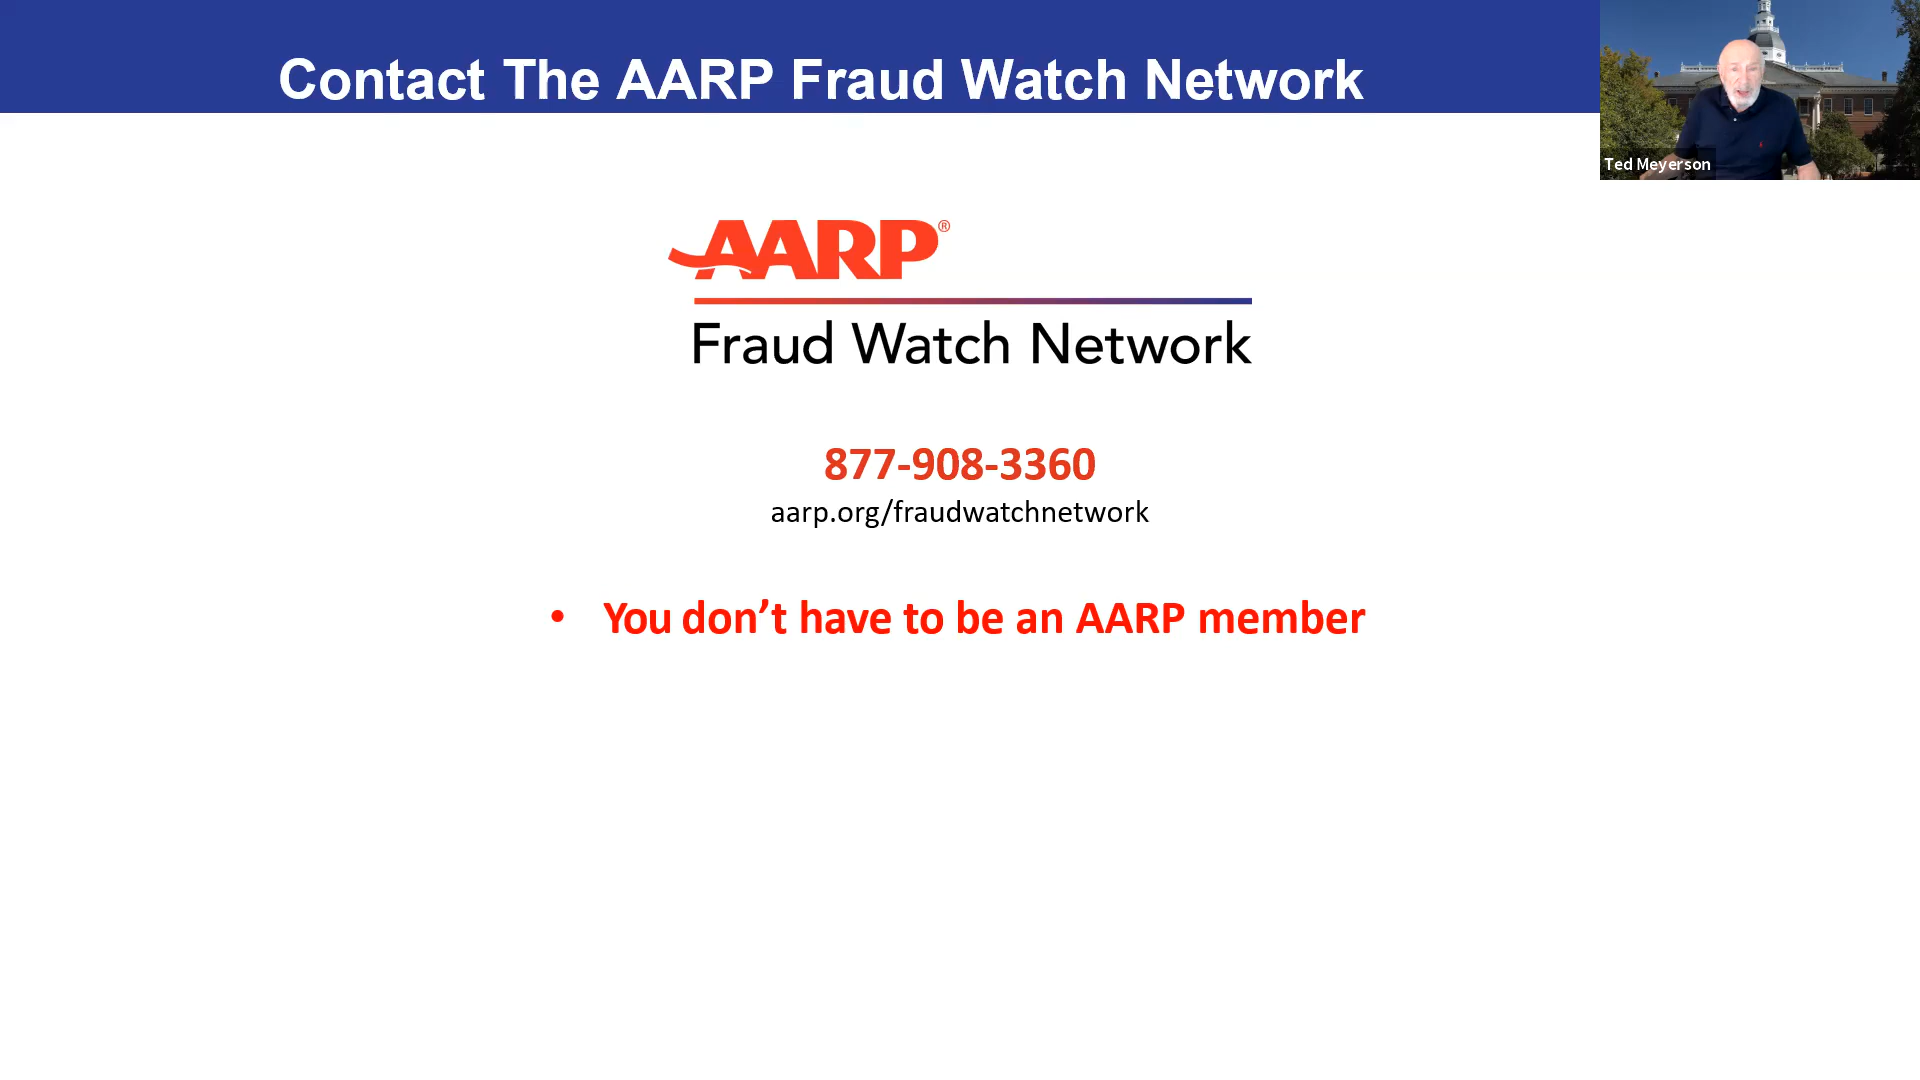 Contact The AARP Fraud Watch Network
Ted Meyerson
AARP®
Fraud Watch Network
877-908-3360
aarp.org/fraudwatchnetwork
• You don’t have to be an AARP member